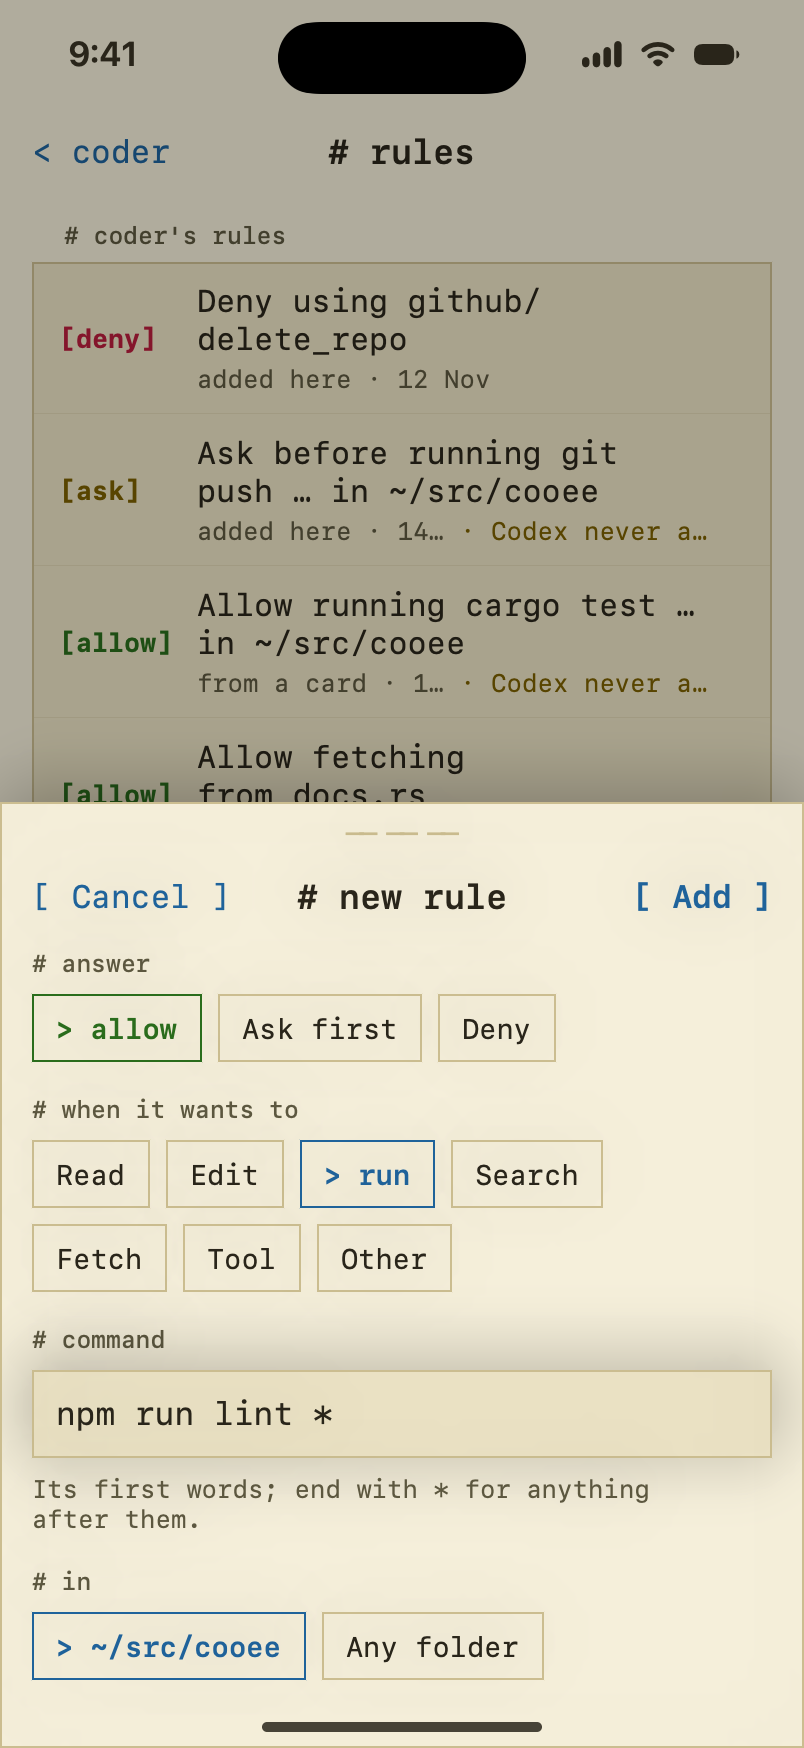 9:41
< coder
# rules
# coder's rules
[deny]
Deny using github/
delete_repo
added here · 12 Nov
[ask]
Ask before running git
push … in ~/src/cooee
added here · 14… · Codex never a…
[allow]
Allow running cargo test …
in ~/src/cooee
from a card · 1… · Codex never a…
[allow]
Allow fetching
from docs.rs
[ Cancel ]
# new rule
[ Add ]
# answer
> allow
Ask first
Deny
# when it wants to
Read
Edit
> run
Search
Fetch
Tool
Other
# command
npm run lint *
Its first words; end with * for anything
after them.
# in
> ~/src/cooee
Any folder